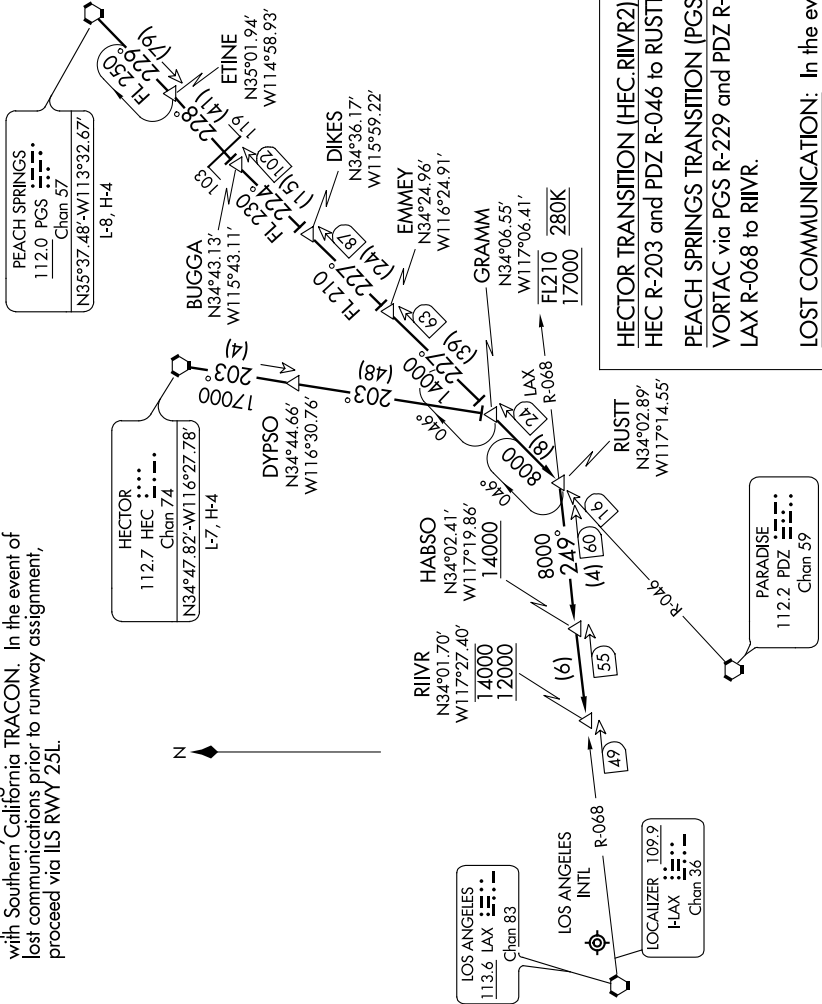 with Southern California TRACON. In the event of
lost communications prior to runway assignment,
proceed via ILS RWY 25L.
PEACH SPRINGS
112.0 PGS
Chan 57
N35°37.48'-W113°32.67'
L-8, H-4
HECTOR
112.7 HEC
Chan 74
N34°47.82'-W116°27.78'
L-7, H-4
FL 250
229°
(79)
ETINE
N35°01.94'
W114°58.93'
228°
(41)
119
103
BUGGA
N34°43.13'
W115°43.11'
102
FL 230
224°
(15)
DIKES
N34°36.17'
W115°59.22'
87
FL 210
227°
(24)
EMMEY
N34°24.96'
W116°24.91'
63
14000
227°
(39)
17000
203°
(4)
DYPSO
N34°44.66'
W116°30.76'
203°
(48)
046°
GRAMM
N34°06.55'
W117°06.41'
FL210 280K
17000
24
LAX
R-068
8000
(8)
046°
RUSTT
N34°02.89'
W117°14.55'
16
60
HABSO
N34°02.41'
W117°19.86'
14000
8000
249°
(4)
55
RIIVR
N34°01.70'
W117°27.40'
14000
12000
(6)
49
N
R-046
PARADISE
112.2 PDZ
Chan 59
R-068
LOS ANGELES
INTL
LOS ANGELES
113.6 LAX
Chan 83
LOCALIZER 109.9
I-LAX
Chan 36
HECTOR TRANSITION (HEC.RIIVR2)
HEC R-203 and PDZ R-046 to RUSTT
PEACH SPRINGS TRANSITION (PGS
VORTAC via PGS R-229 and PDZ R-
LAX R-068 to RIIVR.
LOST COMMUNICATION: In the eve